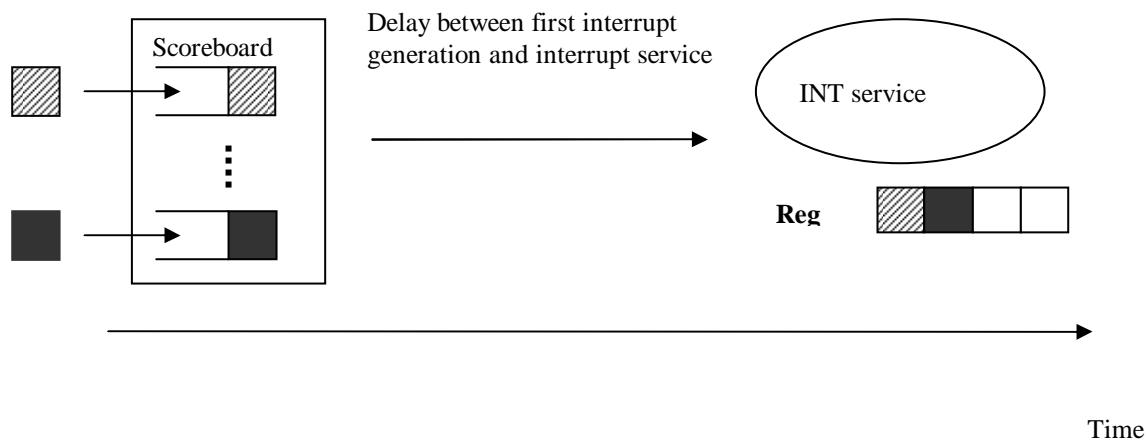 Delay between first interrupt
generation and interrupt service
Scoreboard
INT service
Reg
Time